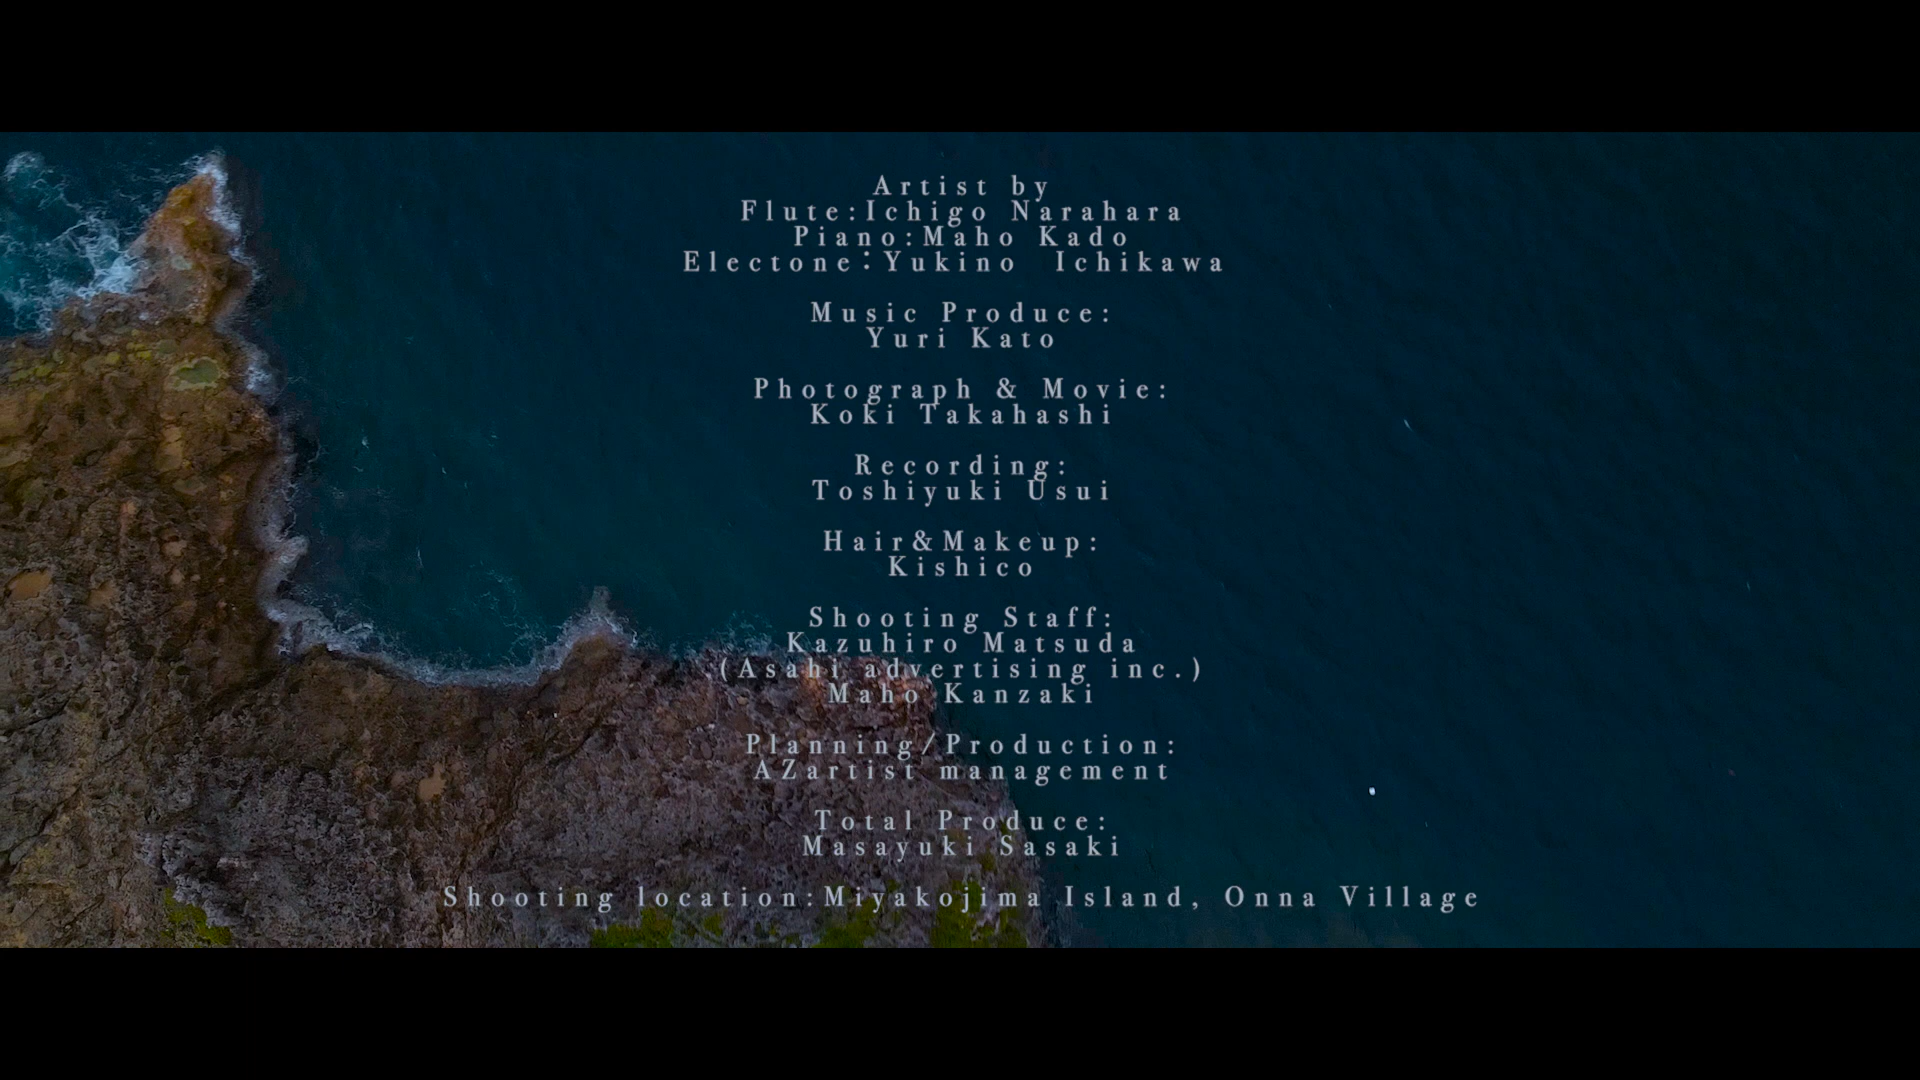 Artist by
Flute:Ichigo Narahara
Piano:Maho Kado
Electone：Yukino　Ichikawa
Music Produce:
Yuri Kato
Photograph & Movie:
Koki Takahashi
Recording:
Toshiyuki Usui
Hair&Makeup:
Kishico
Shooting Staff:
Kazuhiro Matsuda
(Asahi advertising inc.)
Maho Kanzaki
Planning/Production:
AZartist management
Total Produce:
Masayuki Sasaki
Shooting location:Miyakojima Island, Onna Village